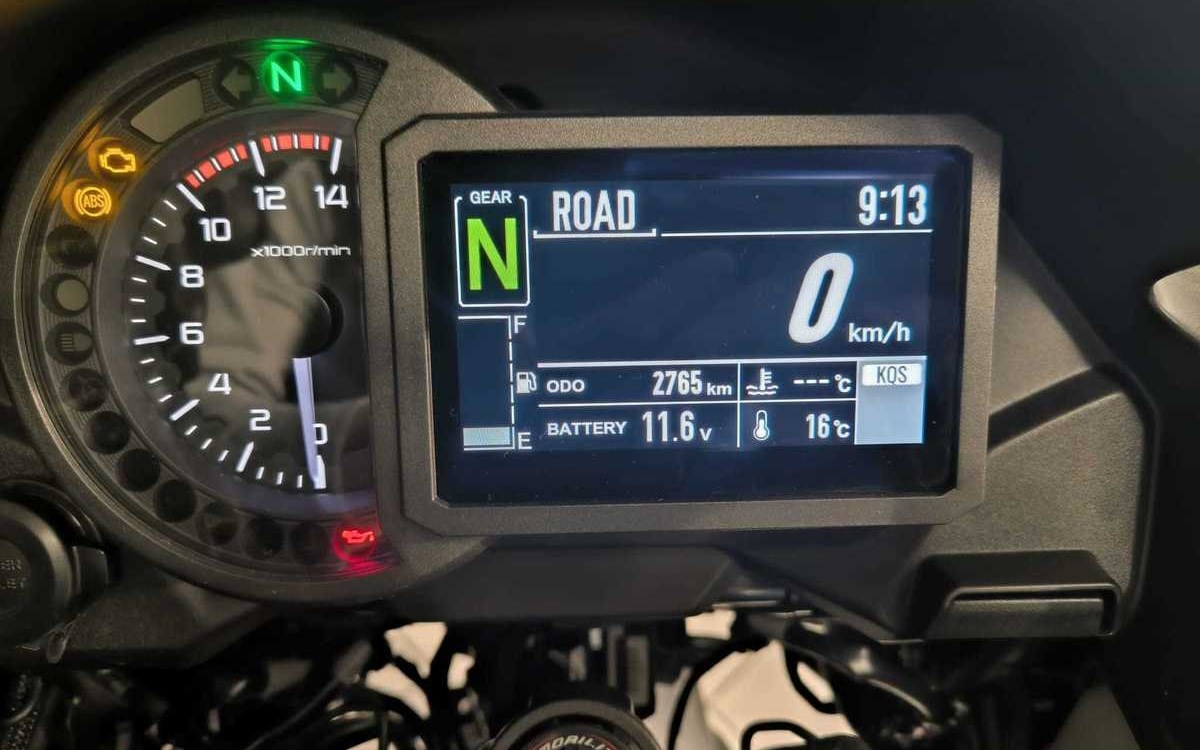 N
ABS
14
12
10
x1000r/min
8
6
4
2
0
GEAR
N
ROAD
9:13
0 km/h
F
E
ODO 2765 km
--- °C
KQS
BATTERY 11.6 V
16 °C